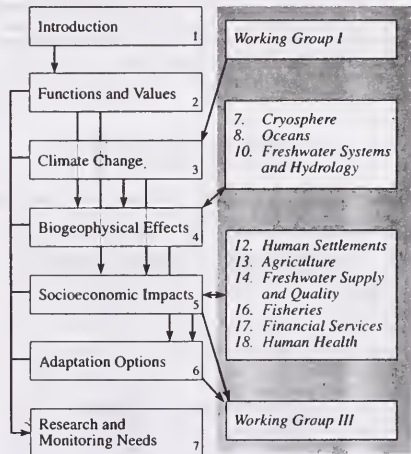 Introduction
1
Functions and Values
2
Climate Change
3
Biogeophysical Effects
4
Socioeconomic Impacts
5
Adaptation Options
6
Research and
Monitoring Needs
7
Working Group I
7. Cryosphere
8. Oceans
10. Freshwater Systems
and Hydrology
12. Human Settlements
13. Agriculture
14 Freshwater Supply
and Quality
16. Fisheries
17. Financial Services
18. Human Health
Working Group III